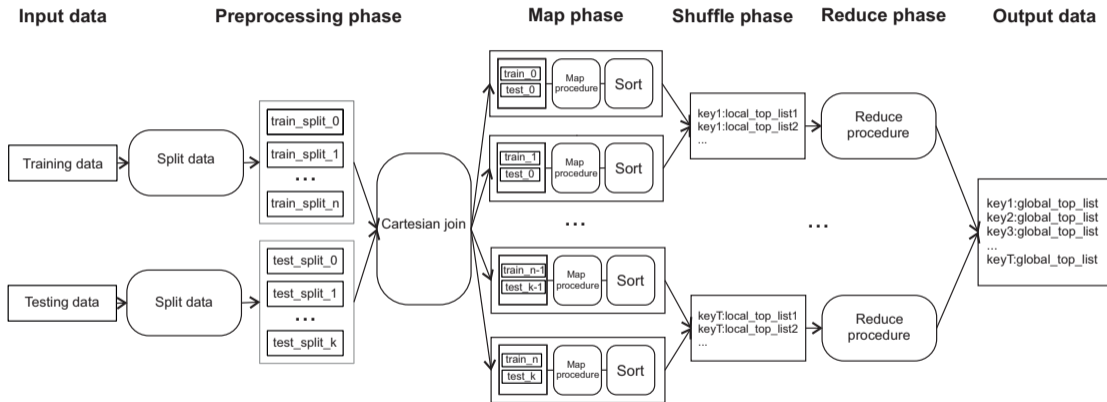 Input data
Preprocessing phase
Map phase
Shuffle phase
Reduce phase
Output data
Training data
Split data
train_split_0
train_split_1
...
train_split_n
Testing data
Split data
test_split_0
test_split_1
...
test_split_k
Cartesian join
train_0
test_0
Map
procedure
Sort
train_1
test_0
Map
procedure
Sort
...
train_n-1
test_k-1
Map
procedure
Sort
train_n
test_k
Map
procedure
Sort
key1:local_top_list1
key1:local_top_list2
...
keyT:local_top_list1
keyT:local_top_list2
...
Reduce
procedure
...
Reduce
procedure
key1:global_top_list
key2:global_top_list
key3:global_top_list
...
keyT:global_top_list